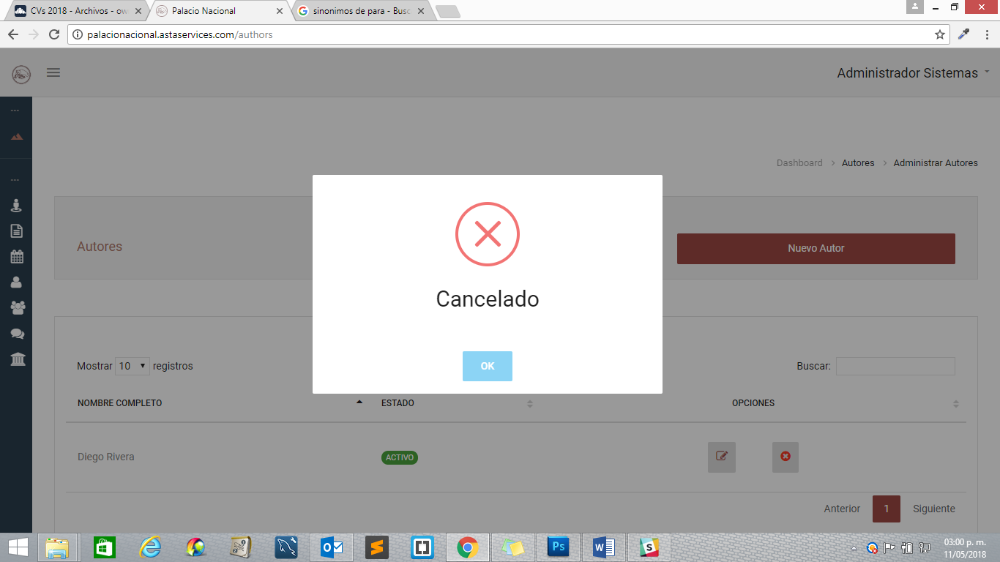 CVs 2018 - Archivos - ow
Palacio Nacional
sinonimos de para - Busc
palacionacional.astaservices.com/authors
Administrador Sistemas
Dashboard > Autores > Administrar Autores
Autores
Nuevo Autor
Cancelado
OK
Mostrar 10 registros
Buscar:
NOMBRE COMPLETO ESTADO OPCIONES
Diego Rivera ACTIVO
Anterior 1 Siguiente
03:00 p. m.
11/05/2018